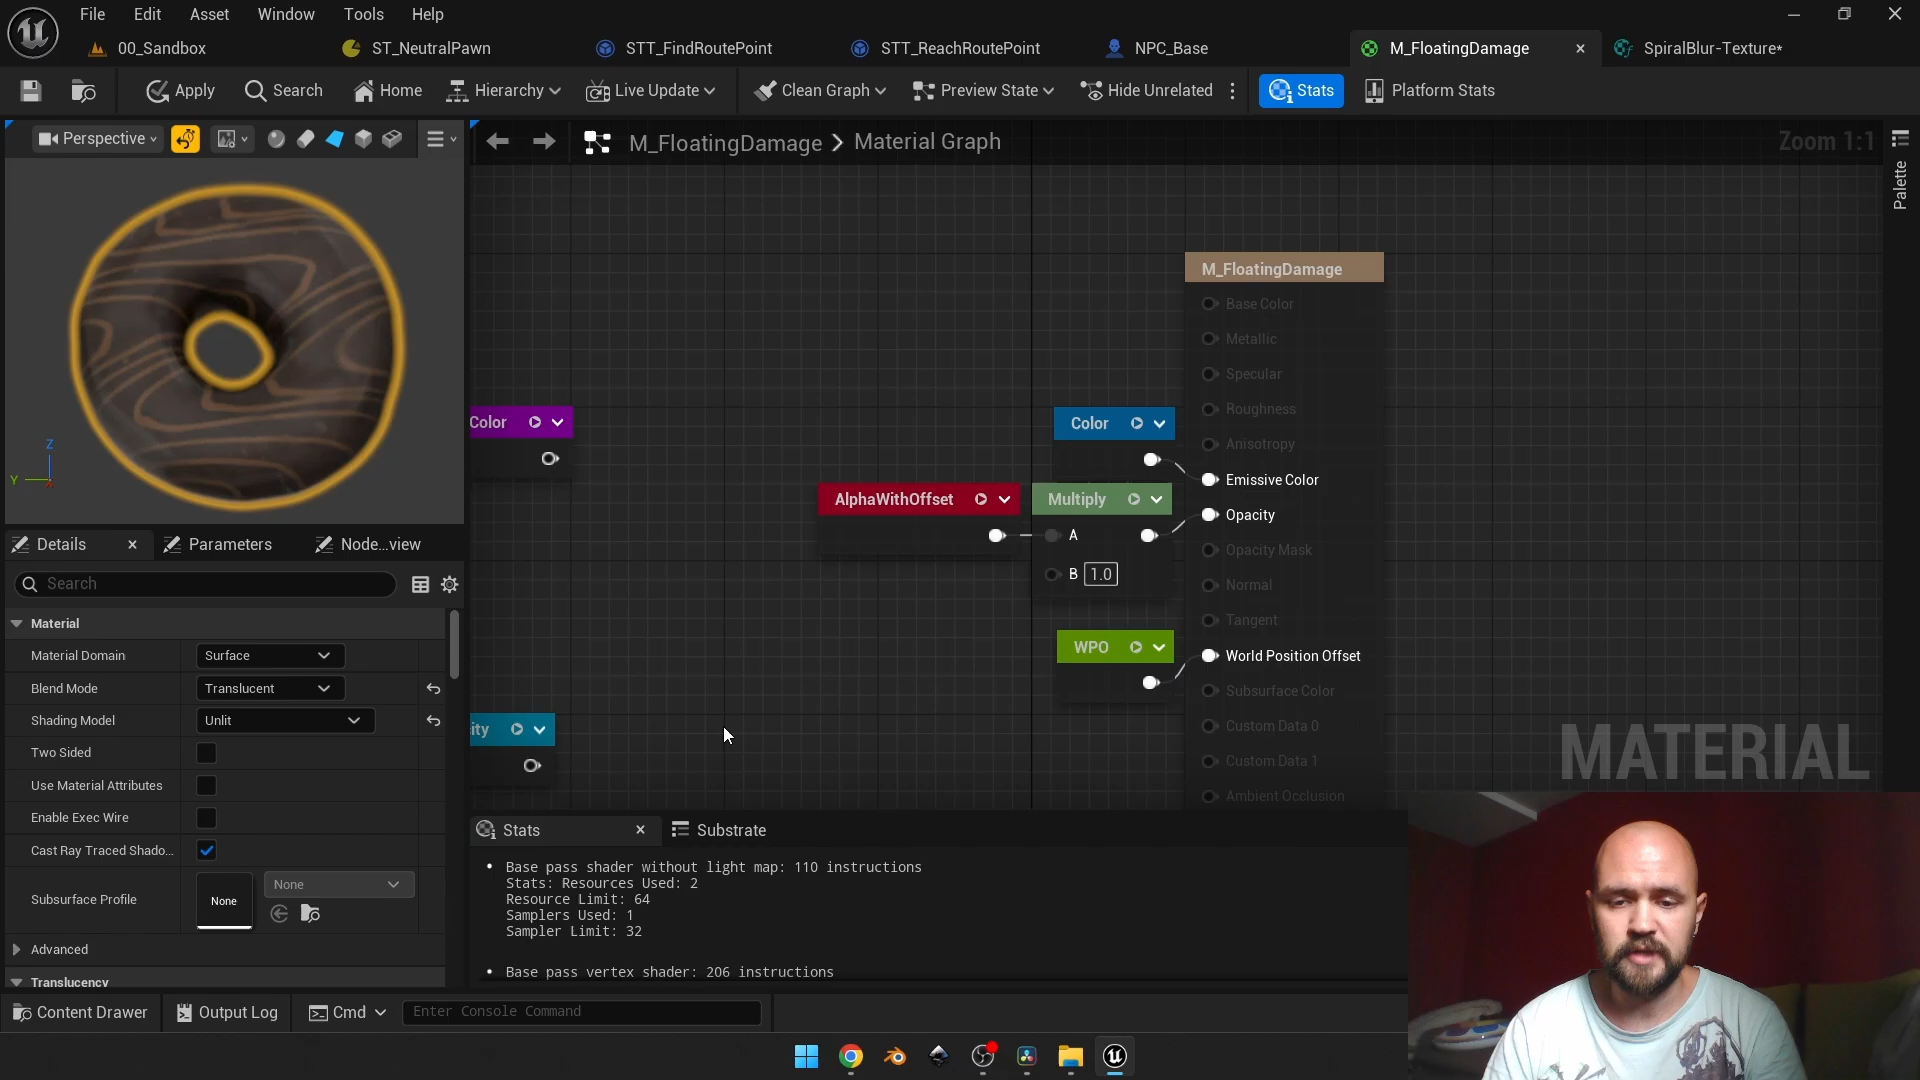 File Edit Asset Window Tools Help
00_Sandbox ST_NeutralPawn STT_FindRoutePoint STT_ReachRoutePoint NPC_Base M_FloatingDamage SpiralBlur-Texture*
Apply Search Home Hierarchy Live Update Clean Graph Preview State Hide Unrelated Stats Platform Stats
Perspective
M_FloatingDamage > Material Graph
Zoom 1:1
Palette
Z
Y
Color
AlphaWithOffset
Color
Multiply
A
B 1.0
WPO
ity
M_FloatingDamage
Base Color
Metallic
Specular
Roughness
Anisotropy
Emissive Color
Opacity
Opacity Mask
Normal
Tangent
World Position Offset
Subsurface Color
Custom Data 0
Custom Data 1
Ambient Occlusion
MATERIAL
Details Parameters Node...view
Search
Material
Material Domain Surface
Blend Mode Translucent
Shading Model Unlit
Two Sided
Use Material Attributes
Enable Exec Wire
Cast Ray Traced Shado...
Subsurface Profile None None
Advanced
Translucency
Stats Substrate
• Base pass shader without light map: 110 instructions
Stats: Resources Used: 2
Resource Limit: 64
Samplers Used: 1
Sampler Limit: 32
• Base pass vertex shader: 206 instructions
Content Drawer Output Log Cmd Enter Console Command